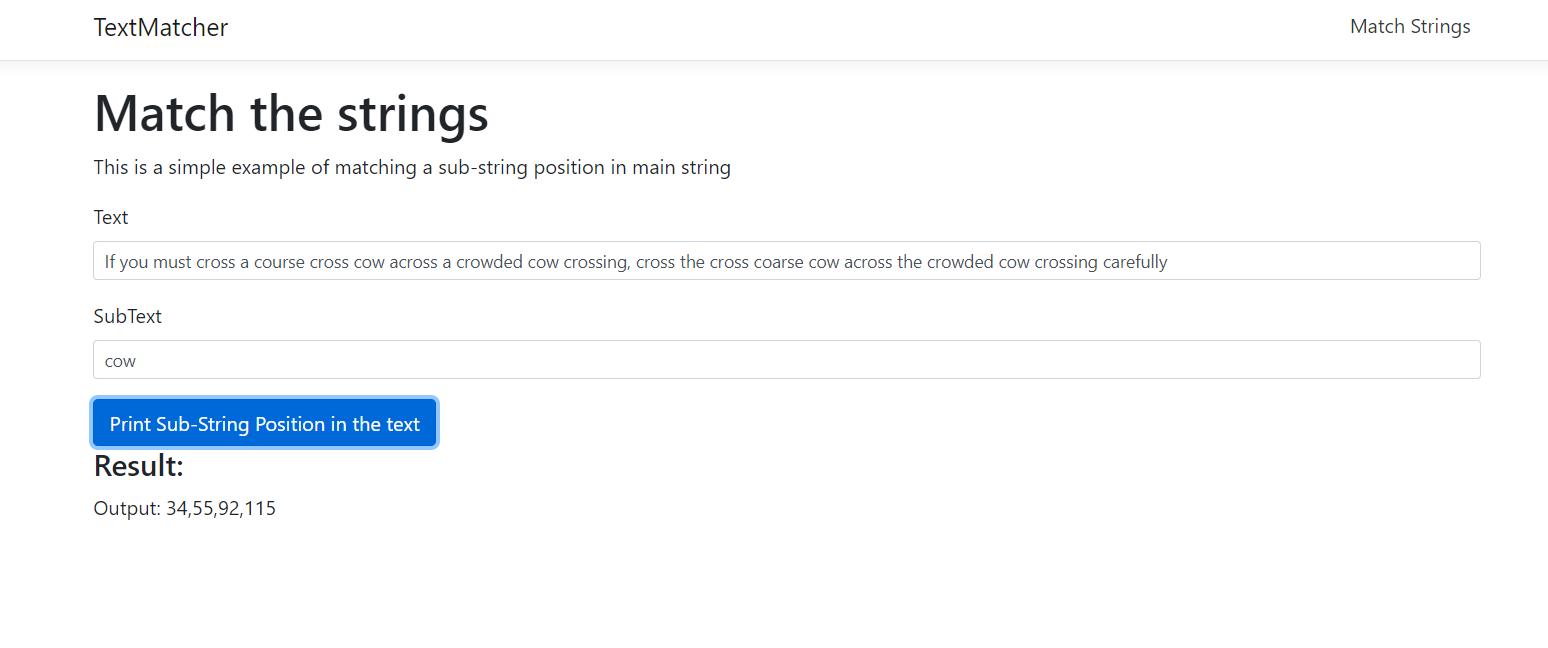 TextMatcher Match Strings
Match the strings
This is a simple example of matching a sub-string position in main string
Text
If you must cross a course cross cow across a crowded cow crossing, cross the cross coarse cow across the crowded cow crossing carefully
SubText
cow
Print Sub-String Position in the text
Result:
Output: 34,55,92,115